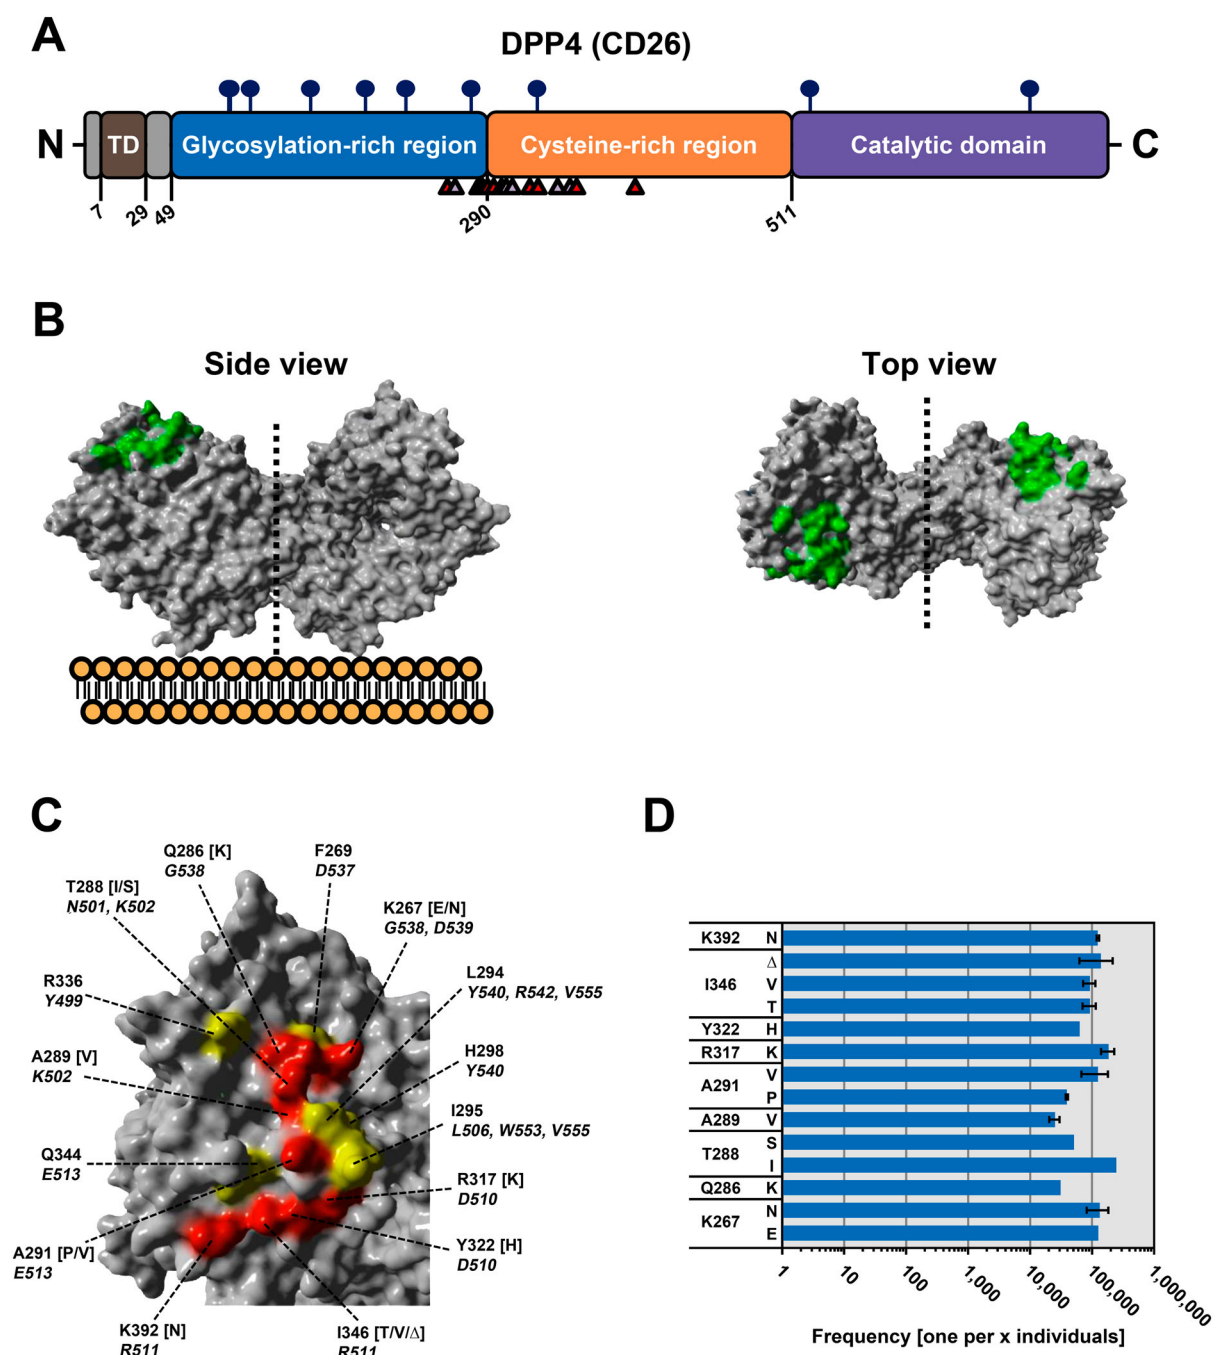 A
DPP4 (CD26)
N
TD
Glycosylation-rich region
Cysteine-rich region
Catalytic domain
C
7
29
49
290
511
B
Side view
Top view
C
Q286 [K]
G538
F269
D537
T288 [I/S]
N501, K502
K267 [E/N]
G538, D539
R336
Y499
L294
Y540, R542, V555
A289 [V]
K502
H298
Y540
I295
L506, W553, V555
Q344
E513
R317 [K]
D510
A291 [P/V]
E513
Y322 [H]
D510
K392 [N]
R511
I346 [T/V/Δ]
R511
D
K392 N
Δ
I346 V
T
Y322 H
R317 K
A291 V
P
A289 V
T288 S
I
Q286 K
K267 N
E
1
10
100
1,000
10,000
100,000
1,000,000
Frequency [one per x individuals]